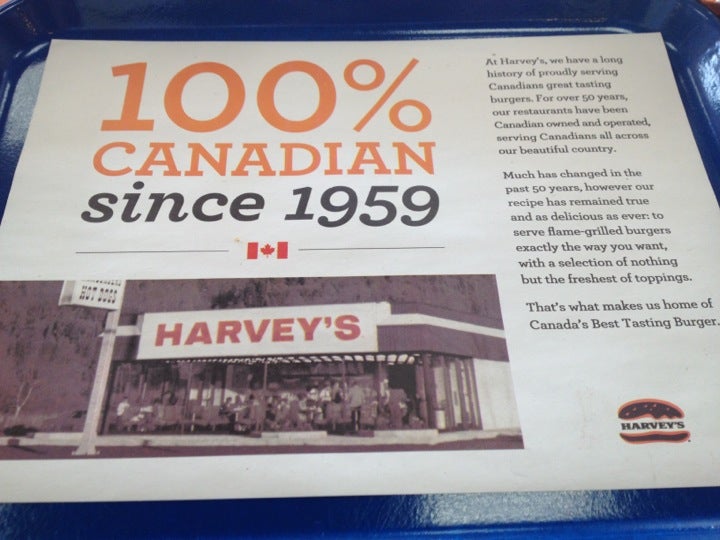 100%
CANADIAN
since 1959
HOT DOGS
HARVEY'S
At Harvey's, we have a long
history of proudly serving
Canadians great tasting
burgers. For over 50 years,
our restaurants have been
Canadian owned and operated,
serving Canadians all across
our beautiful country.
Much has changed in the
past 50 years, however our
recipe has remained true
and as delicious as ever: to
serve flame-grilled burgers
exactly the way you want,
with a selection of nothing
but the freshest of toppings.
That's what makes us home of
Canada's Best Tasting Burger.
HARVEY'S